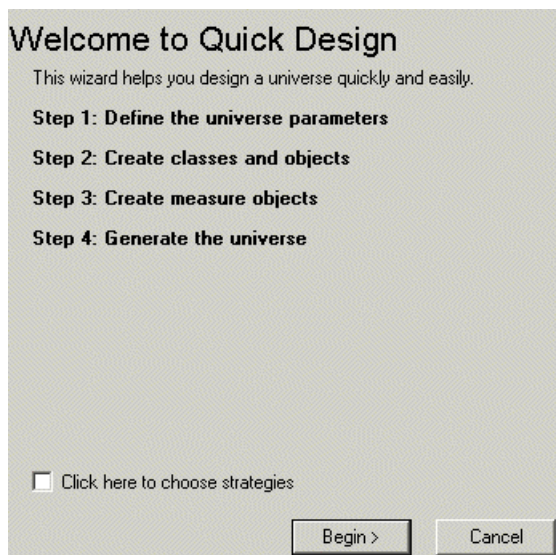 Welcome to Quick Design
This wizard helps you design a universe quickly and easily.
Step 1: Define the universe parameters
Step 2: Create classes and objects
Step 3: Create measure objects
Step 4: Generate the universe
Click here to choose strategies
Begin >
Cancel